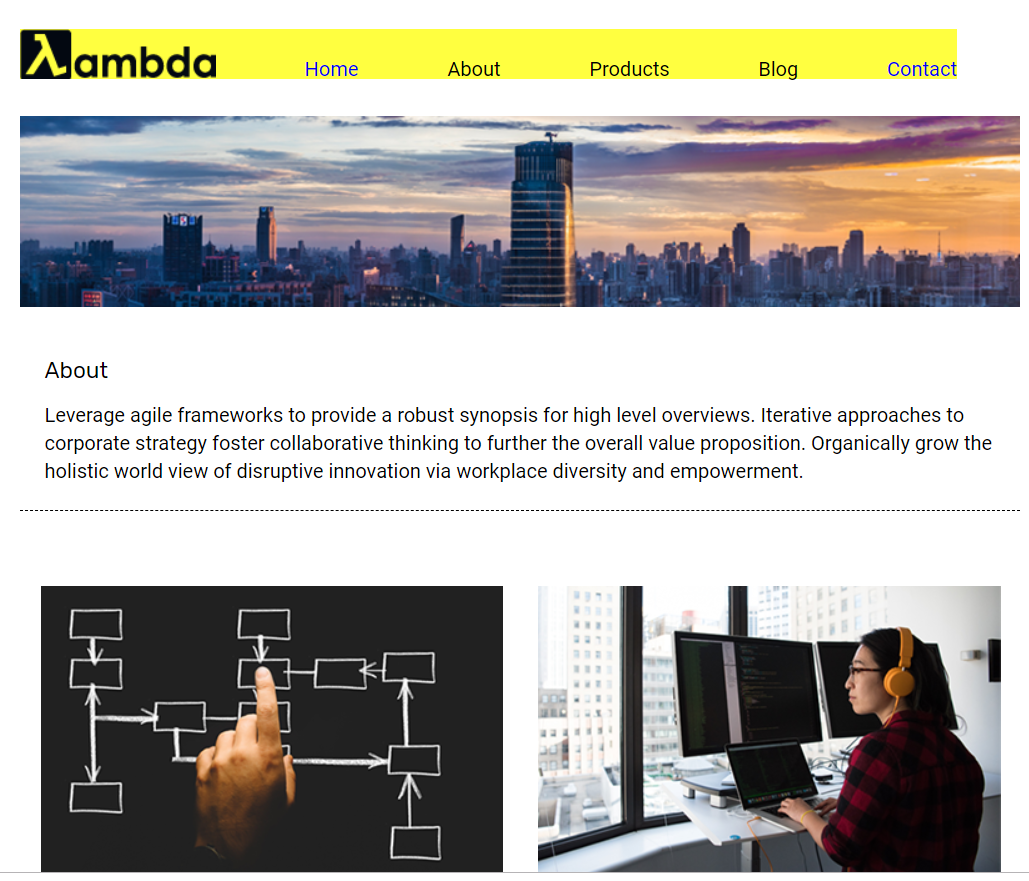 λambda
Home About Products Blog Contact
About
Leverage agile frameworks to provide a robust synopsis for high level overviews. Iterative approaches to
corporate strategy foster collaborative thinking to further the overall value proposition. Organically grow the
holistic world view of disruptive innovation via workplace diversity and empowerment.